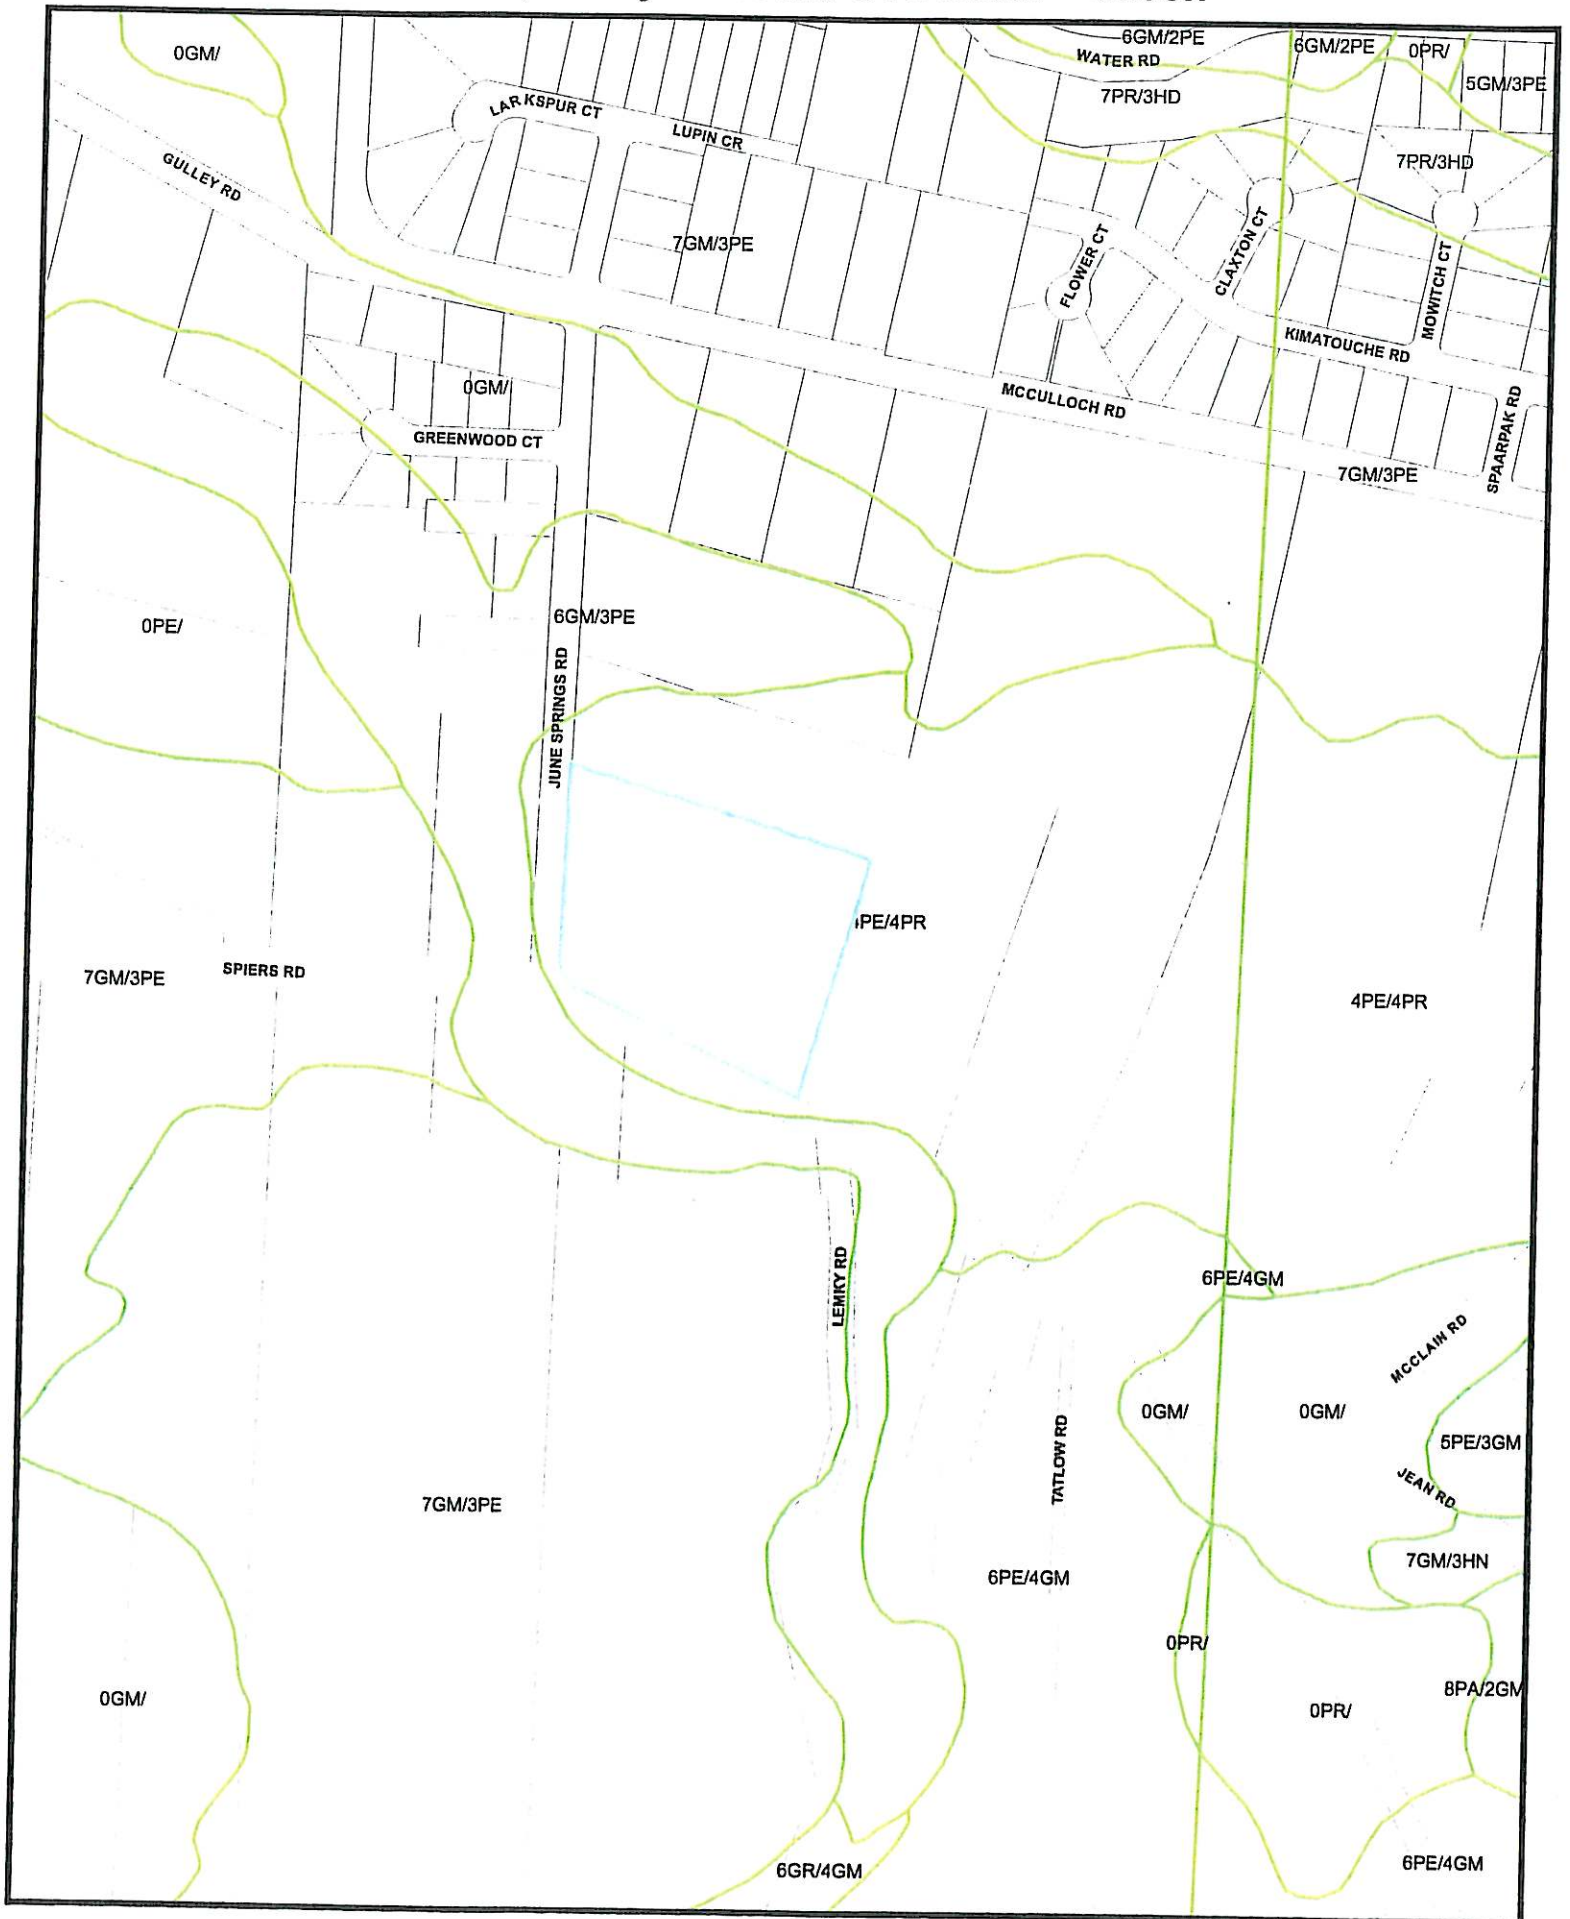 6GM/2PE
0GM/
WATER RD
6GM/2PE
0PR/
5GM/3PE
7PR/3HD
LARKSPUR CT
LUPIN CR
7PR/3HD
GULLEY RD
7GM/3PE
FLOWER CT
CLAXTON CT
MOWITCH CT
KIMATOUCHE RD
0GM/
MCCULLOCH RD
GREENWOOD CT
7GM/3PE
SPAARPAK RD
0PE/
6GM/3PE
JUNE SPRINGS RD
4PE/4PR
7GM/3PE
SPIERS RD
4PE/4PR
LEMKY RD
6PE/4GM
MCCLAIN RD
0GM/
0GM/
5PE/3GM
TATLOW RD
JEAN RD
7GM/3PE
6PE/4GM
7GM/3HN
0PR/
0GM/
0PR/
8PA/2GM
6GR/4GM
6PE/4GM